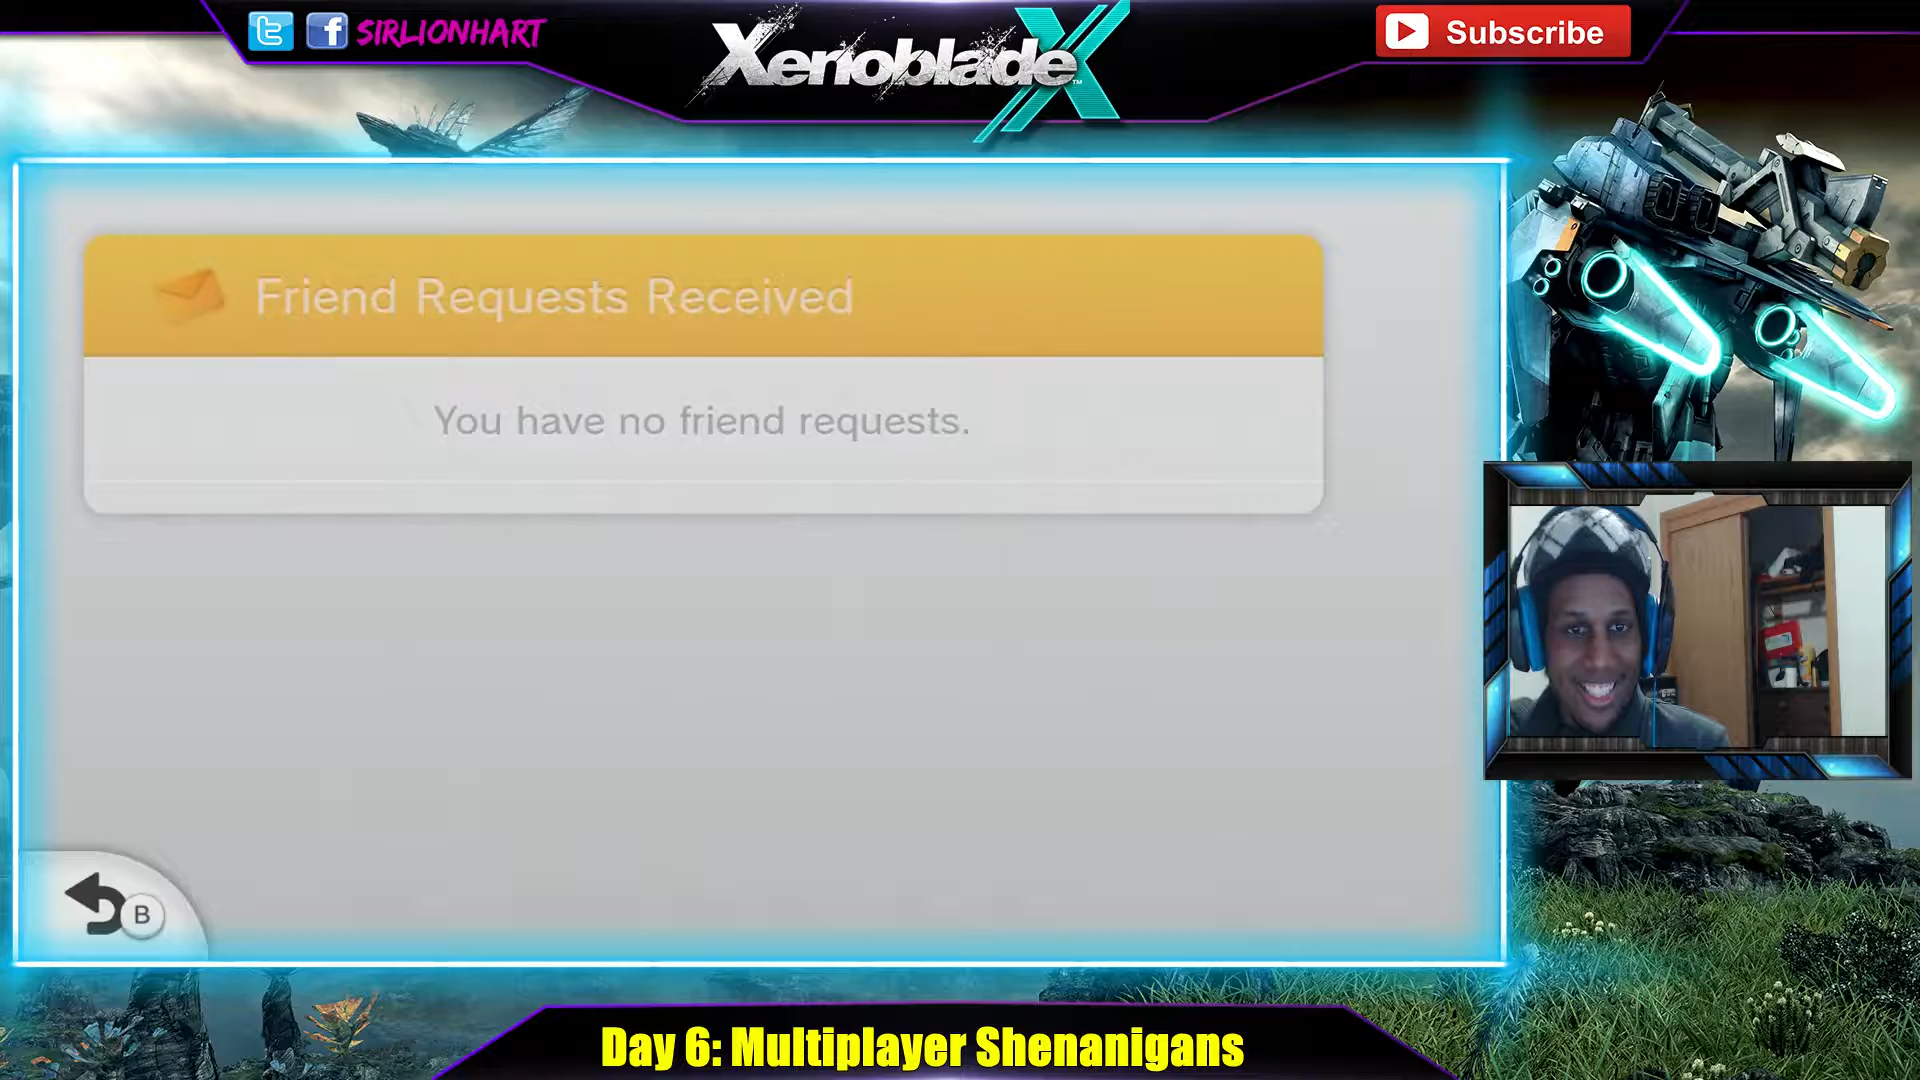 SIRLIONHART
Xenoblade X
Subscribe
Friend Requests Received
You have no friend requests.
B
Day 6: Multiplayer Shenanigans